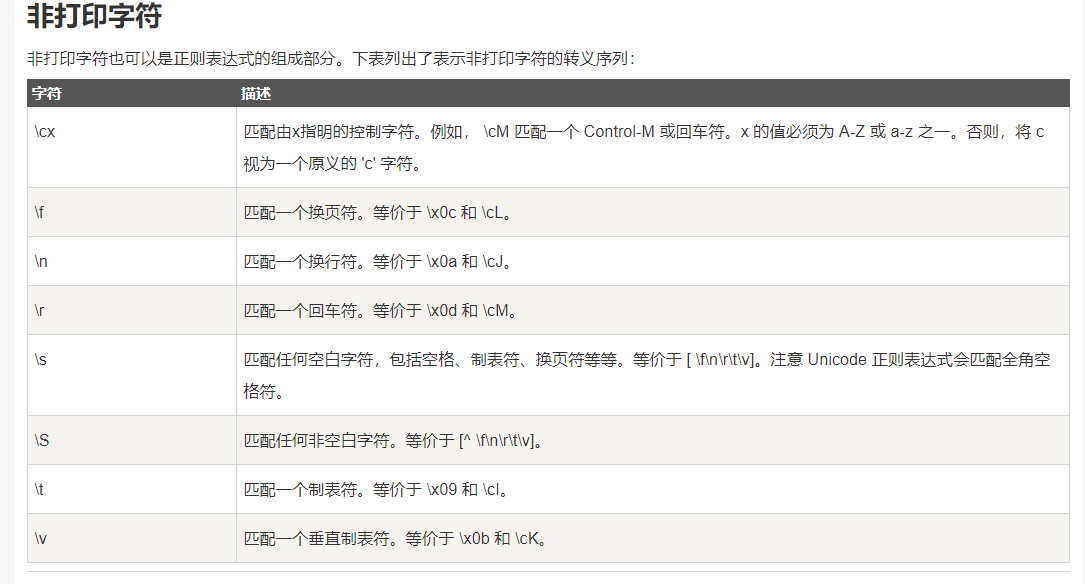 非打印字符
非打印字符也可以是正则表达式的组成部分。下表列出了表示非打印字符的转义序列：
字符 描述
\cx 匹配由x指明的控制字符。例如， \cM 匹配一个 Control-M 或回车符。x 的值必须为 A-Z 或 a-z 之一。否则，将 c
视为一个原义的 'c' 字符。
\f 匹配一个换页符。等价于 \x0c 和 \cL。
\n 匹配一个换行符。等价于 \x0a 和 \cJ。
\r 匹配一个回车符。等价于 \x0d 和 \cM。
\s 匹配任何空白字符，包括空格、制表符、换页符等等。等价于 [ \f\n\r\t\v]。注意 Unicode 正则表达式会匹配全角空
格符。
\S 匹配任何非空白字符。等价于 [^ \f\n\r\t\v]。
\t 匹配一个制表符。等价于 \x09 和 \cI。
\v 匹配一个垂直制表符。等价于 \x0b 和 \cK。